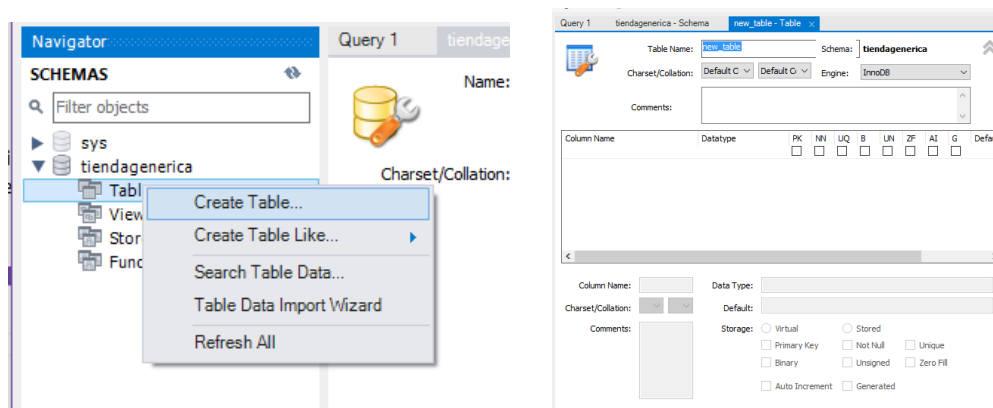 Navigator
SCHEMAS
Filter objects
sys
tiendagenerica
Tabl
View
Stor
Func
Create Table...
Create Table Like...
Search Table Data...
Table Data Import Wizard
Refresh All
Query 1 tiendage
Name:
Charset/Collation:
Query 1 tiendagenerica - Schema new_table - Table ×
Table Name: new_table Schema: tiendagenerica
Charset/Collation: Default C Default C Engine: InnoDB
Comments:
Column Name Datatype PK NN UQ B UN ZF AI G Defau
Column Name: Data Type:
Charset/Collation: Default:
Comments: Storage: Virtual Stored
Primary Key Not Null Unique
Binary Unsigned Zero Fill
Auto Increment Generated